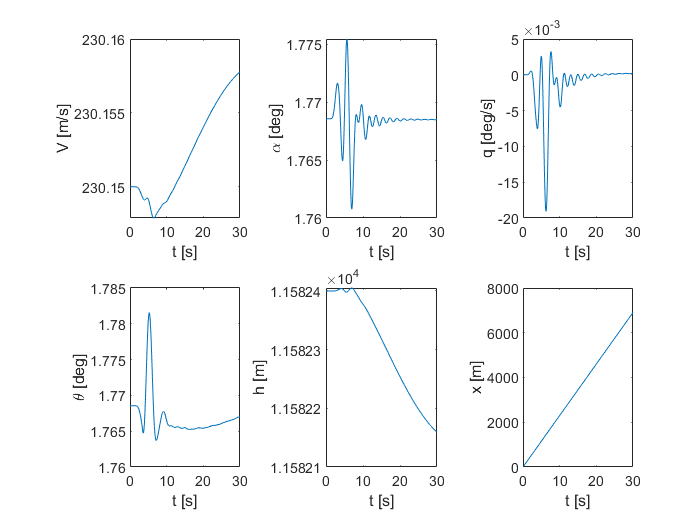 V [m/s]
230.16
230.155
230.15
0 10 20 30
t [s]
α [deg]
1.775
1.77
1.765
1.76
0 10 20 30
t [s]
×10⁻³
q [deg/s]
5
0
-5
-10
-15
-20
0 10 20 30
t [s]
θ [deg]
1.785
1.78
1.775
1.77
1.765
1.76
0 10 20 30
t [s]
×10⁴
h [m]
1.15824
1.15823
1.15822
1.15821
0 10 20 30
t [s]
x [m]
8000
6000
4000
2000
0
0 10 20 30
t [s]